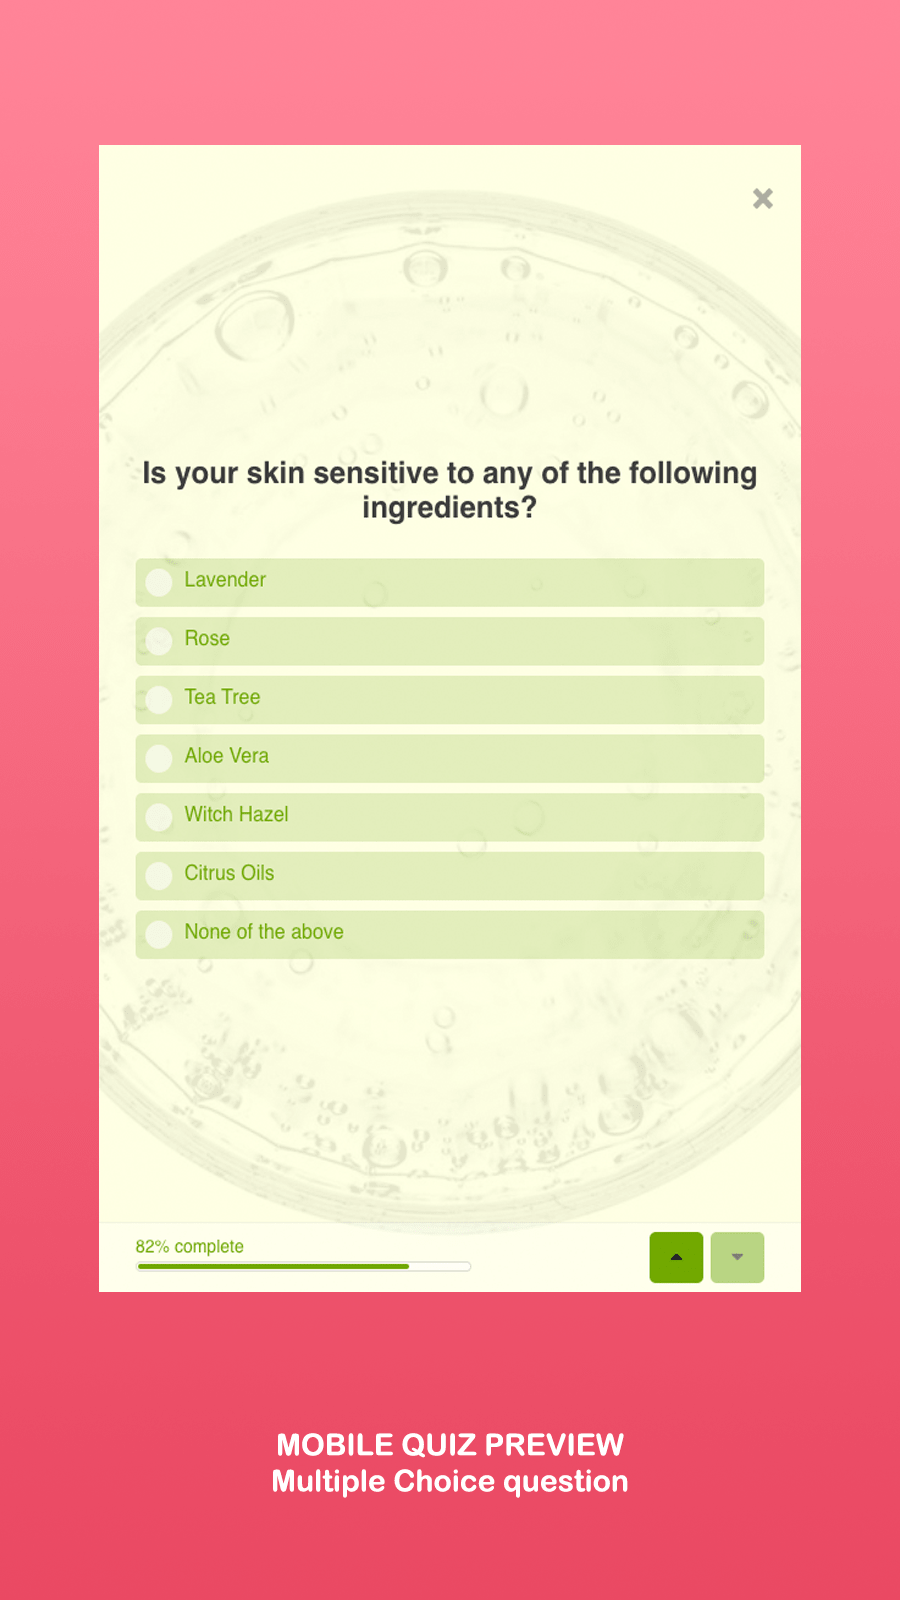 Is your skin sensitive to any of the following
ingredients?
Lavender
Rose
Tea Tree
Aloe Vera
Witch Hazel
Citrus Oils
None of the above
82% complete
MOBILE QUIZ PREVIEW
Multiple Choice question